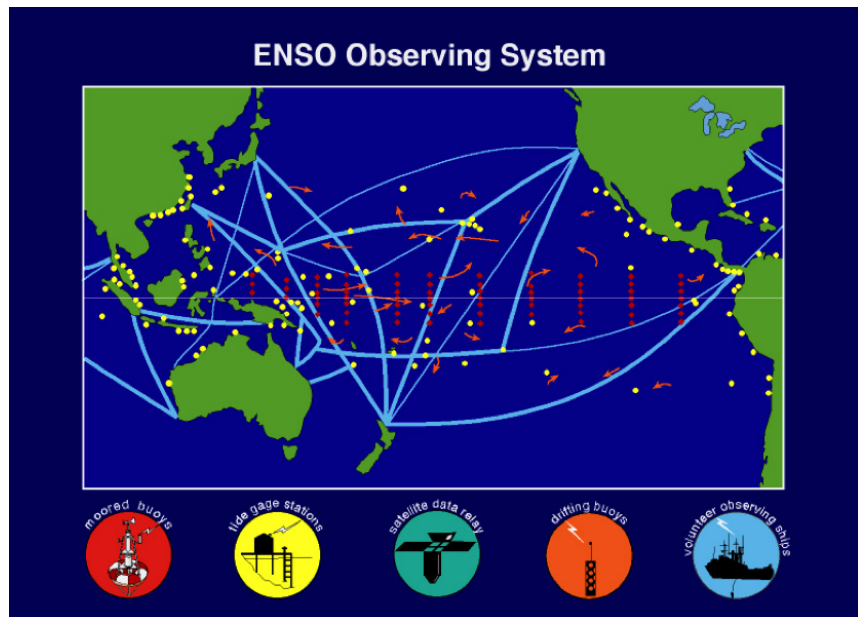 ENSO Observing System
moored buoys
tide gage stations
satellite data relay
drifting buoys
volunteer observing ships